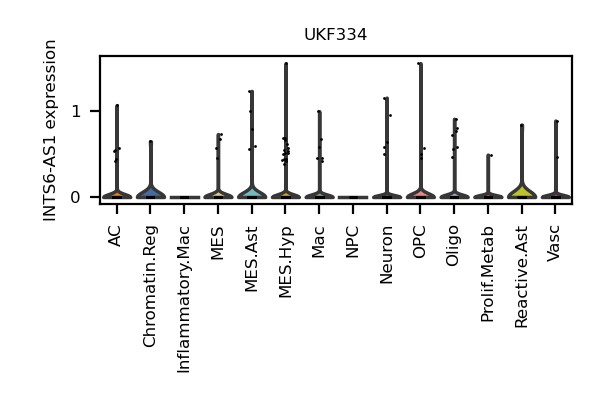 UKF334
INTS6-AS1 expression
1
0
AC
Chromatin.Reg
Inflammatory.Mac
MES
MES.Ast
MES.Hyp
Mac
NPC
Neuron
OPC
Oligo
Prolif.Metab
Reactive.Ast
Vasc